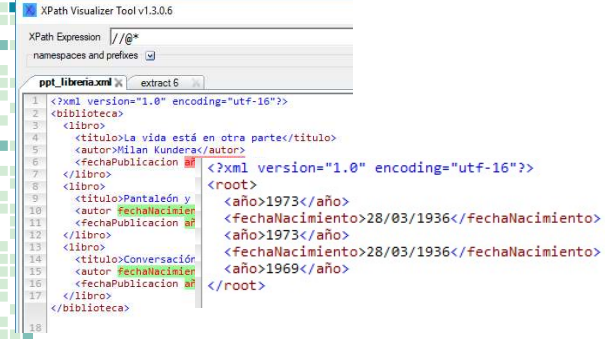 XPath Visualizer Tool v1.3.0.6
XPath Expression //@*
namespaces and prefixes
ppt_libreria.xml extract 6
1 <?xml version="1.0" encoding="utf-16"?>
2 <biblioteca>
3 <libro>
4 <titulo>La vida está en otra parte</titulo>
5 <autor>Milan Kundera</autor>
6 <fechaPublicacion añ
7 </libro>
8 <libro>
9 <titulo>Pantaleón y
10 <autor fechaNacimien
11 <fechaPublicacion añ
12 </libro>
13 <libro>
14 <titulo>Conversación
15 <autor fechaNacimien
16 <fechaPublicacion añ
17 </libro>
</biblioteca>
18
<?xml version="1.0" encoding="utf-16"?>
<root>
<año>1973</año>
<fechaNacimiento>28/03/1936</fechaNacimiento>
<año>1973</año>
<fechaNacimiento>28/03/1936</fechaNacimiento>
<año>1969</año>
</root>